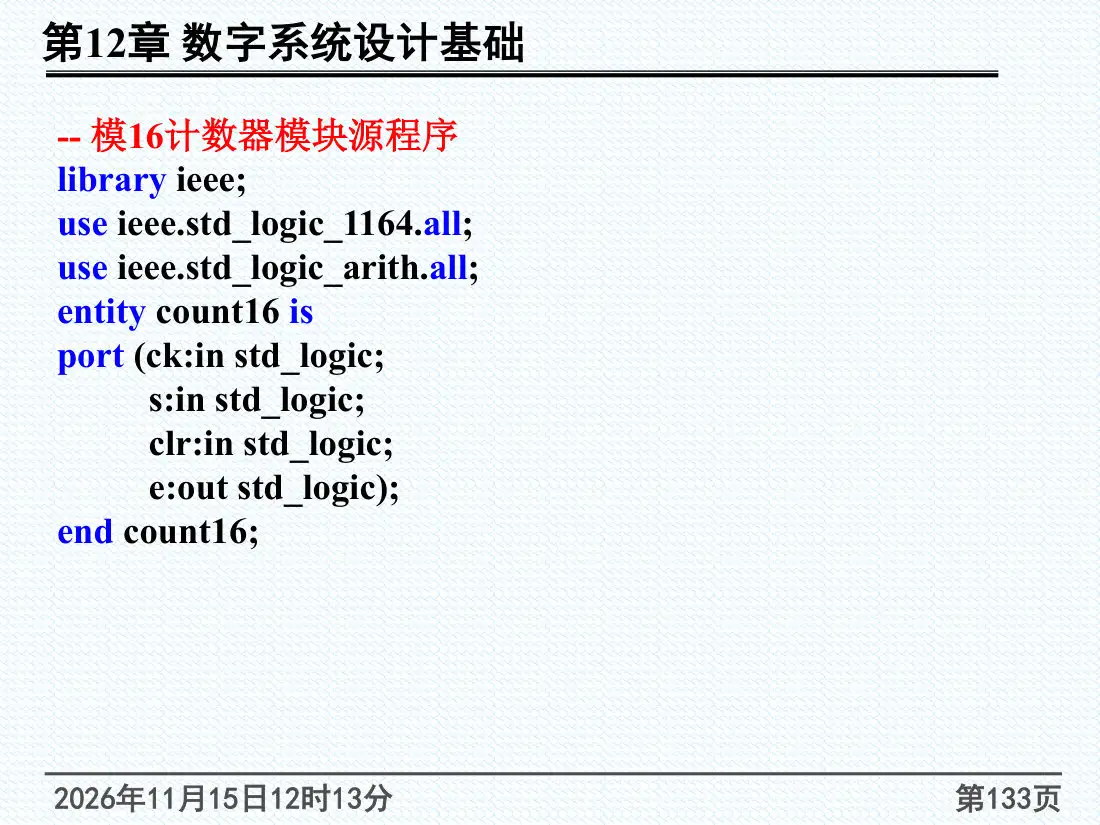 第12章 数字系统设计基础
-- 模16计数器模块源程序
library ieee;
use ieee.std_logic_1164.all;
use ieee.std_logic_arith.all;
entity count16 is
port (ck:in std_logic;
s:in std_logic;
clr:in std_logic;
e:out std_logic);
end count16;
2026年11月15日12时13分
第133页